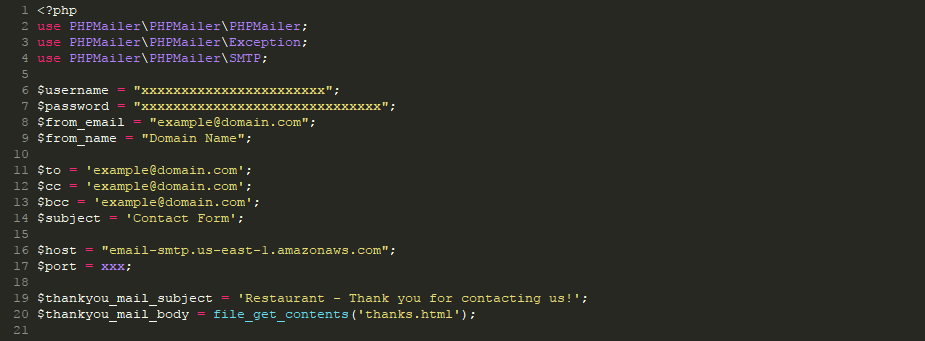 1 <?php
2 use PHPMailer\PHPMailer\PHPMailer;
3 use PHPMailer\PHPMailer\Exception;
4 use PHPMailer\PHPMailer\SMTP;
5
6 $username = "xxxxxxxxxxxxxxxxxxxxxxx";
7 $password = "xxxxxxxxxxxxxxxxxxxxxxxxxxxxxx";
8 $from_email = "example@domain.com";
9 $from_name = "Domain Name";
10
11 $to = 'example@domain.com';
12 $cc = 'example@domain.com';
13 $bcc = 'example@domain.com';
14 $subject = 'Contact Form';
15
16 $host = "email-smtp.us-east-1.amazonaws.com";
17 $port = xxx;
18
19 $thankyou_mail_subject = 'Restaurant - Thank you for contacting us!';
20 $thankyou_mail_body = file_get_contents('thanks.html');
21